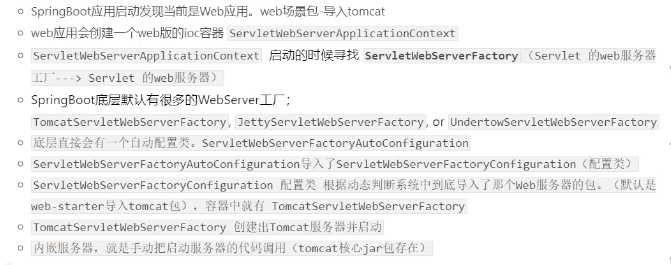 SpringBoot应用启动发现当前是Web应用。web场景包-导入tomcat
web应用会创建一个web版的ioc容器 ServletWebServerApplicationContext
ServletWebServerApplicationContext 启动的时候寻找 ServletWebServerFactory（Servlet 的web服务器
工厂---> Servlet 的web服务器）
SpringBoot底层默认有很多的WebServer工厂；
TomcatServletWebServerFactory, JettyServletWebServerFactory, or UndertowServletWebServerFactory
底层直接会有一个自动配置类。ServletWebServerFactoryAutoConfiguration
ServletWebServerFactoryAutoConfiguration导入了ServletWebServerFactoryConfiguration（配置类）
ServletWebServerFactoryConfiguration 配置类 根据动态判断系统中到底导入了那个Web服务器的包。（默认是
web-starter导入tomcat包），容器中就有 TomcatServletWebServerFactory
TomcatServletWebServerFactory 创建出Tomcat服务器并启动
内嵌服务器，就是手动把启动服务器的代码调用（tomcat核心jar包存在）